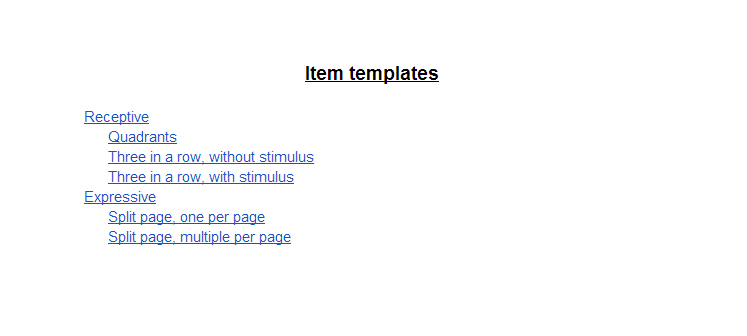 Item templates
Receptive
Quadrants
Three in a row, without stimulus
Three in a row, with stimulus
Expressive
Split page, one per page
Split page, multiple per page